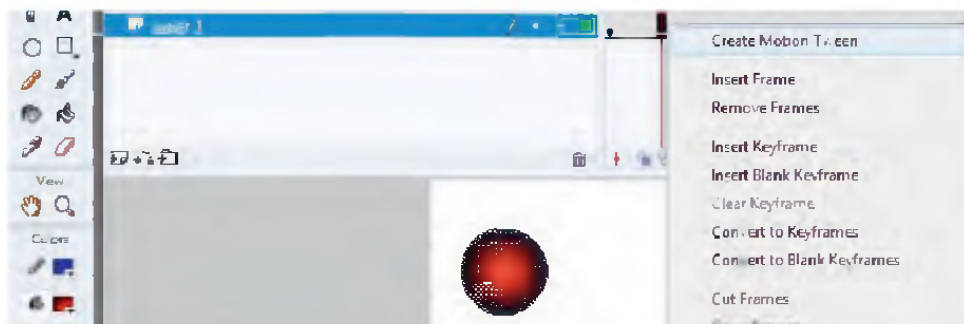 1
Create Motion Tween
Insert Frame
Remove Frames
Insert Keyframe
Insert Blank Keyframe
Clear Keyframe
Convert to Keyframes
Convert to Blank Keyframes
Cut Frames
View
Colors